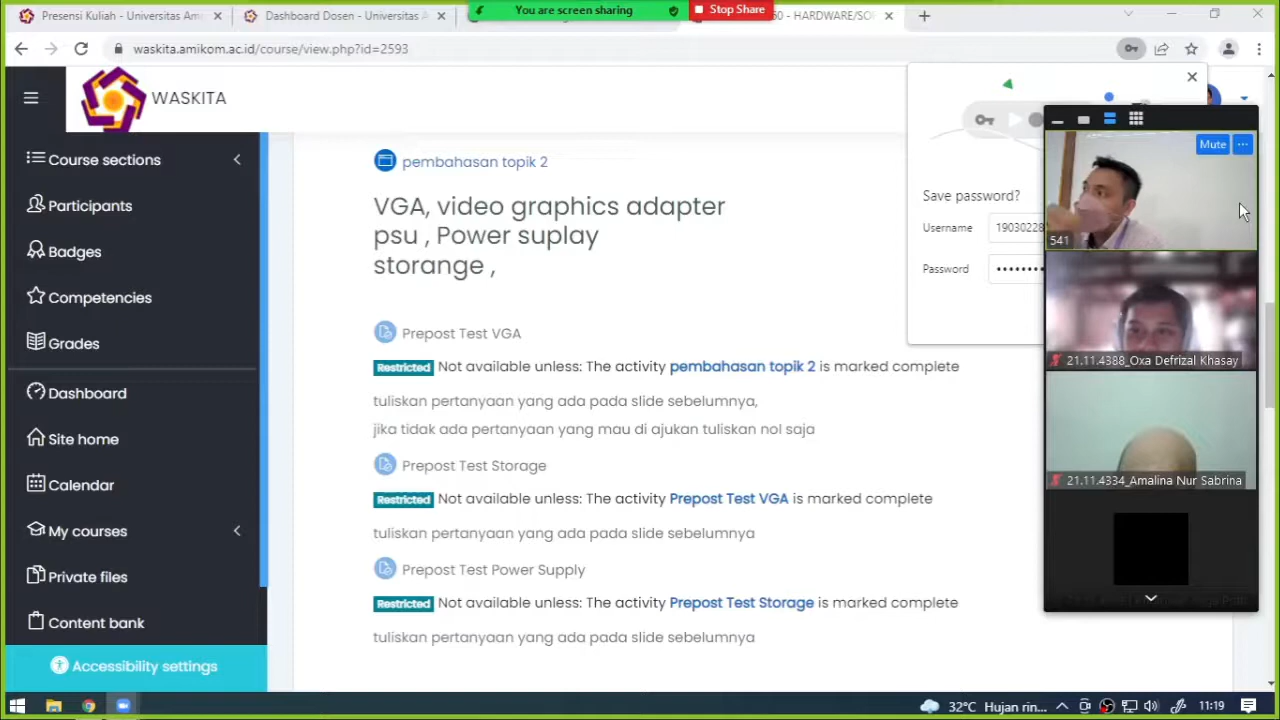 Presensi Kuliah - Universitas Am
Dashboard Dosen - Universitas A
You are screen sharing
Stop Share
- HARDWARE/SO
waskita.amikom.ac.id/course/view.php?id=2593
WASKITA
Course sections
Participants
Badges
Competencies
Grades
Dashboard
Site home
Calendar
My courses
Private files
Content bank
Accessibility settings
pembahasan topik 2
VGA, video graphics adapter
psu , Power suplay
storange ,
Prepost Test VGA
Restricted Not available unless: The activity pembahasan topik 2 is marked complete
tuliskan pertanyaan yang ada pada slide sebelumnya,
jika tidak ada pertanyaan yang mau di ajukan tuliskan nol saja
Prepost Test Storage
Restricted Not available unless: The activity Prepost Test VGA is marked complete
tuliskan pertanyaan yang ada pada slide sebelumnya
Prepost Test Power Supply
Restricted Not available unless: The activity Prepost Test Storage is marked complete
tuliskan pertanyaan yang ada pada slide sebelumnya
Save password?
Username 19030228
Password ••••••••
Mute
541
21.11.4388_Oxa Defrizal Khasay
21.11.4334_Amalina Nur Sabrina
32°C Hujan rin...
11:19